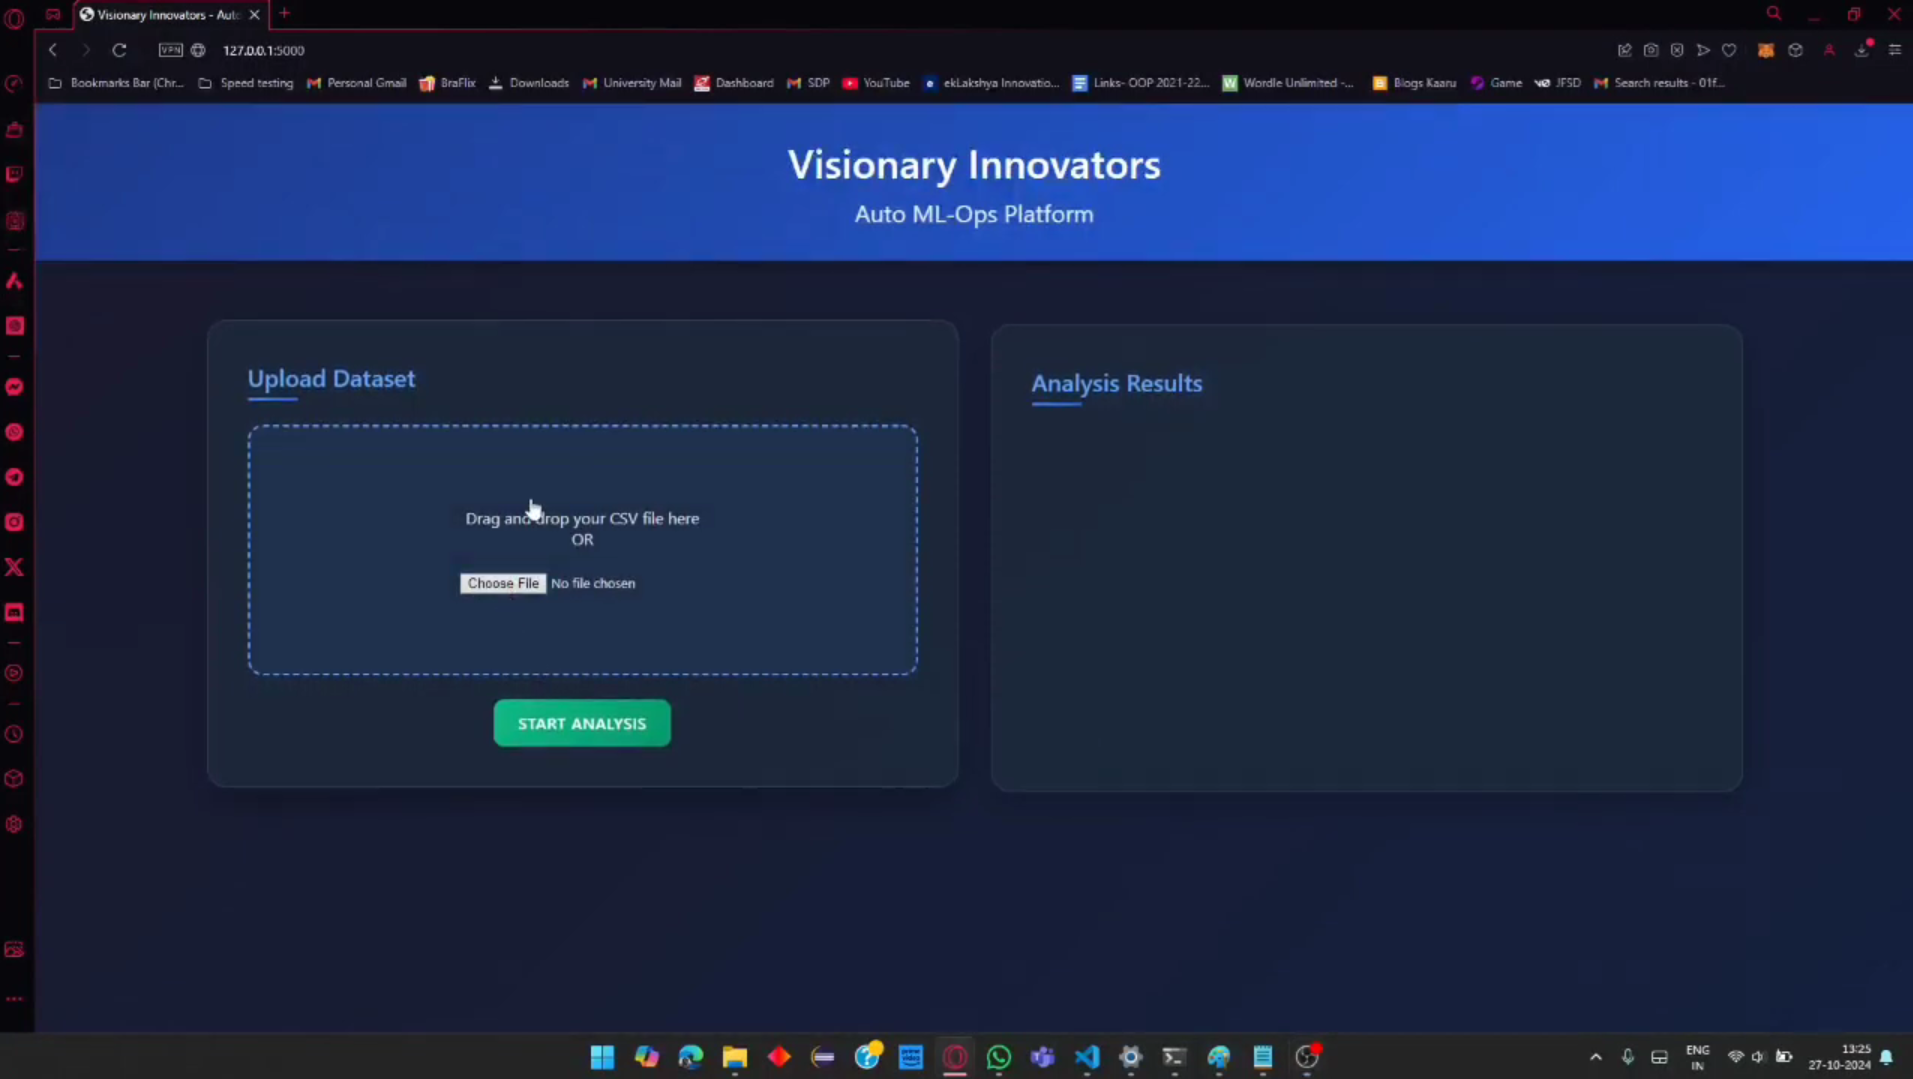 Visionary Innovators - Auto
VPN
127.0.0.1:5000
Bookmarks Bar (Chr... Speed testing Personal Gmail BraFlix Downloads University Mail Dashboard SDP YouTube ekLakshya Innovatio... Links- OOP 2021-22... Wordle Unlimited -... Blogs Kaaru Game JFSD Search results - 01f...
Visionary Innovators
Auto ML-Ops Platform
Upload Dataset
Drag and drop your CSV file here
OR
Choose File No file chosen
START ANALYSIS
Analysis Results
prime video
ENG
IN
13:25
27-10-2024